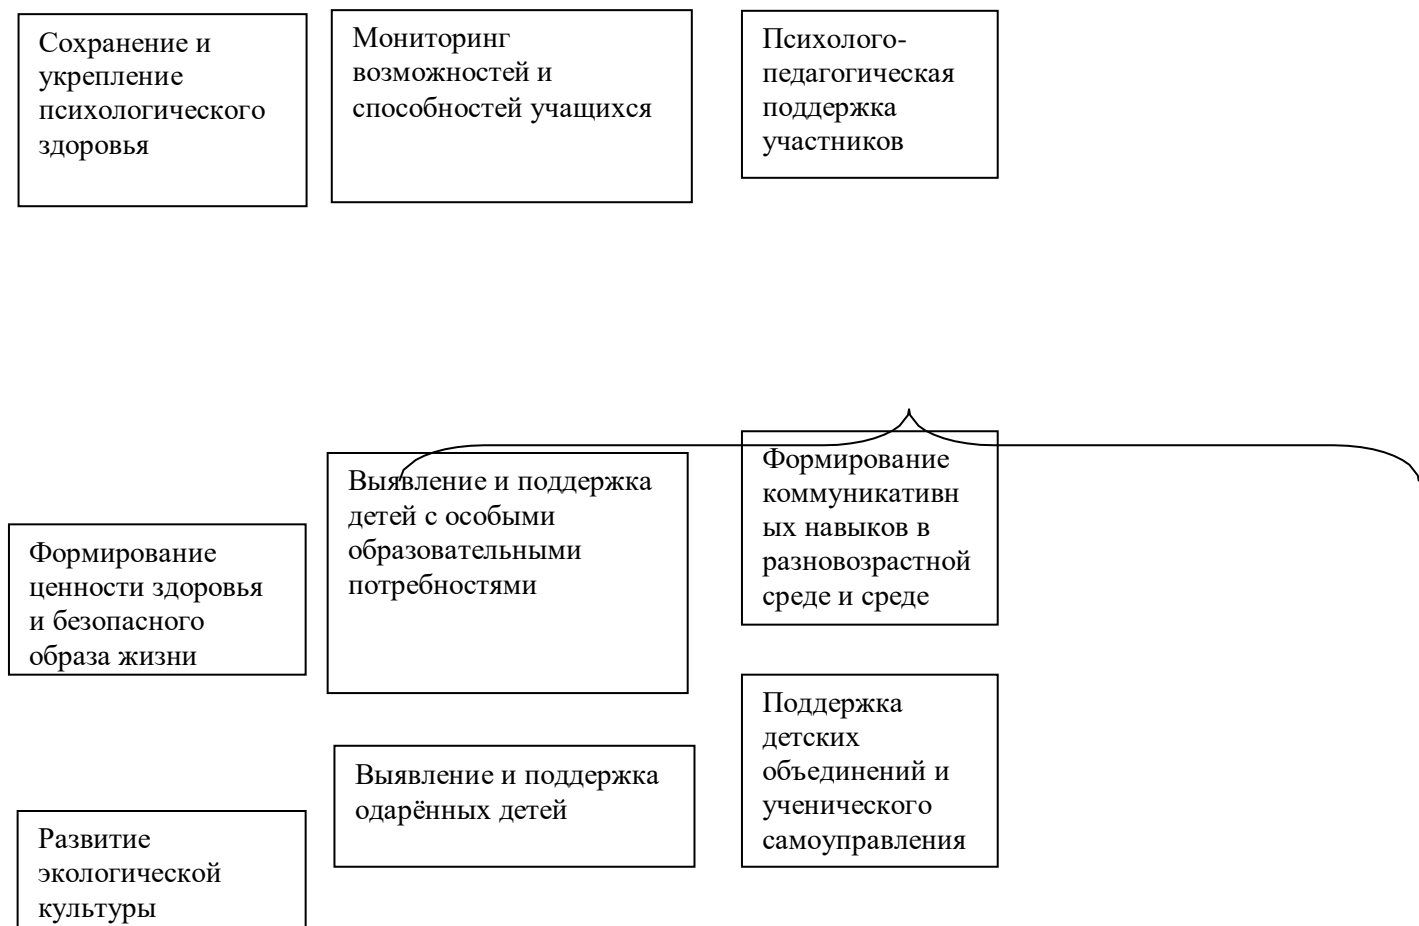 Сохранение и
укрепление
психологического
здоровья
Мониторинг
возможностей и
способностей учащихся
Психолого-
педагогическая
поддержка
участников
Формирование
ценности здоровья
и безопасного
образа жизни
Выявление и поддержка
детей с особыми
образовательными
потребностями
Формирование
коммуникативн
ых навыков в
разновозрастной
среде и среде
Развитие
экологической
культуры
Выявление и поддержка
одарённых детей
Поддержка
детских
объединений и
ученического
самоуправления